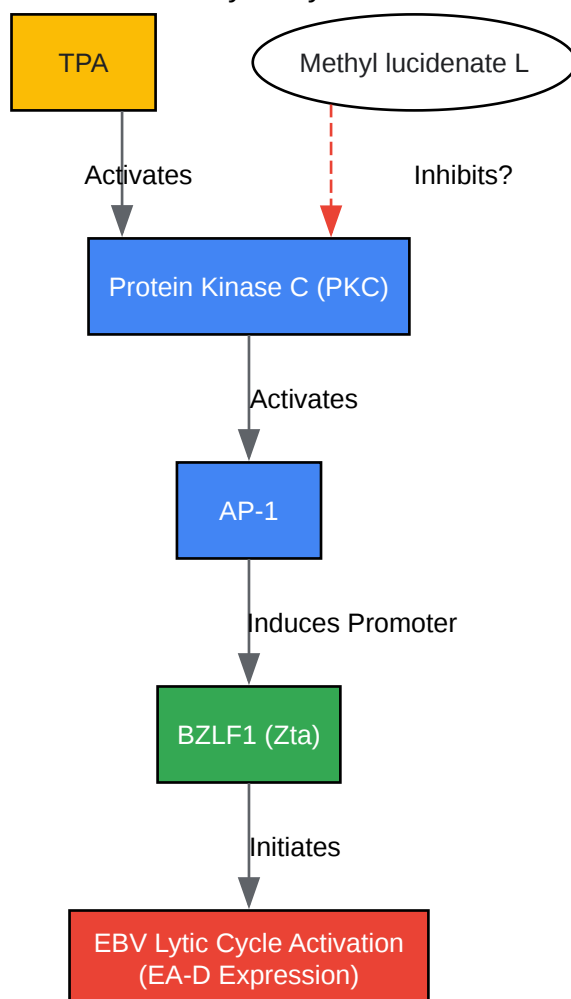 TPA
Methyl lucidenate L
Activates
Inhibits?
Protein Kinase C (PKC)
Activates
AP-1
Induces Promoter
BZLF1 (Zta)
Initiates
EBV Lytic Cycle Activation
(EA-D Expression)